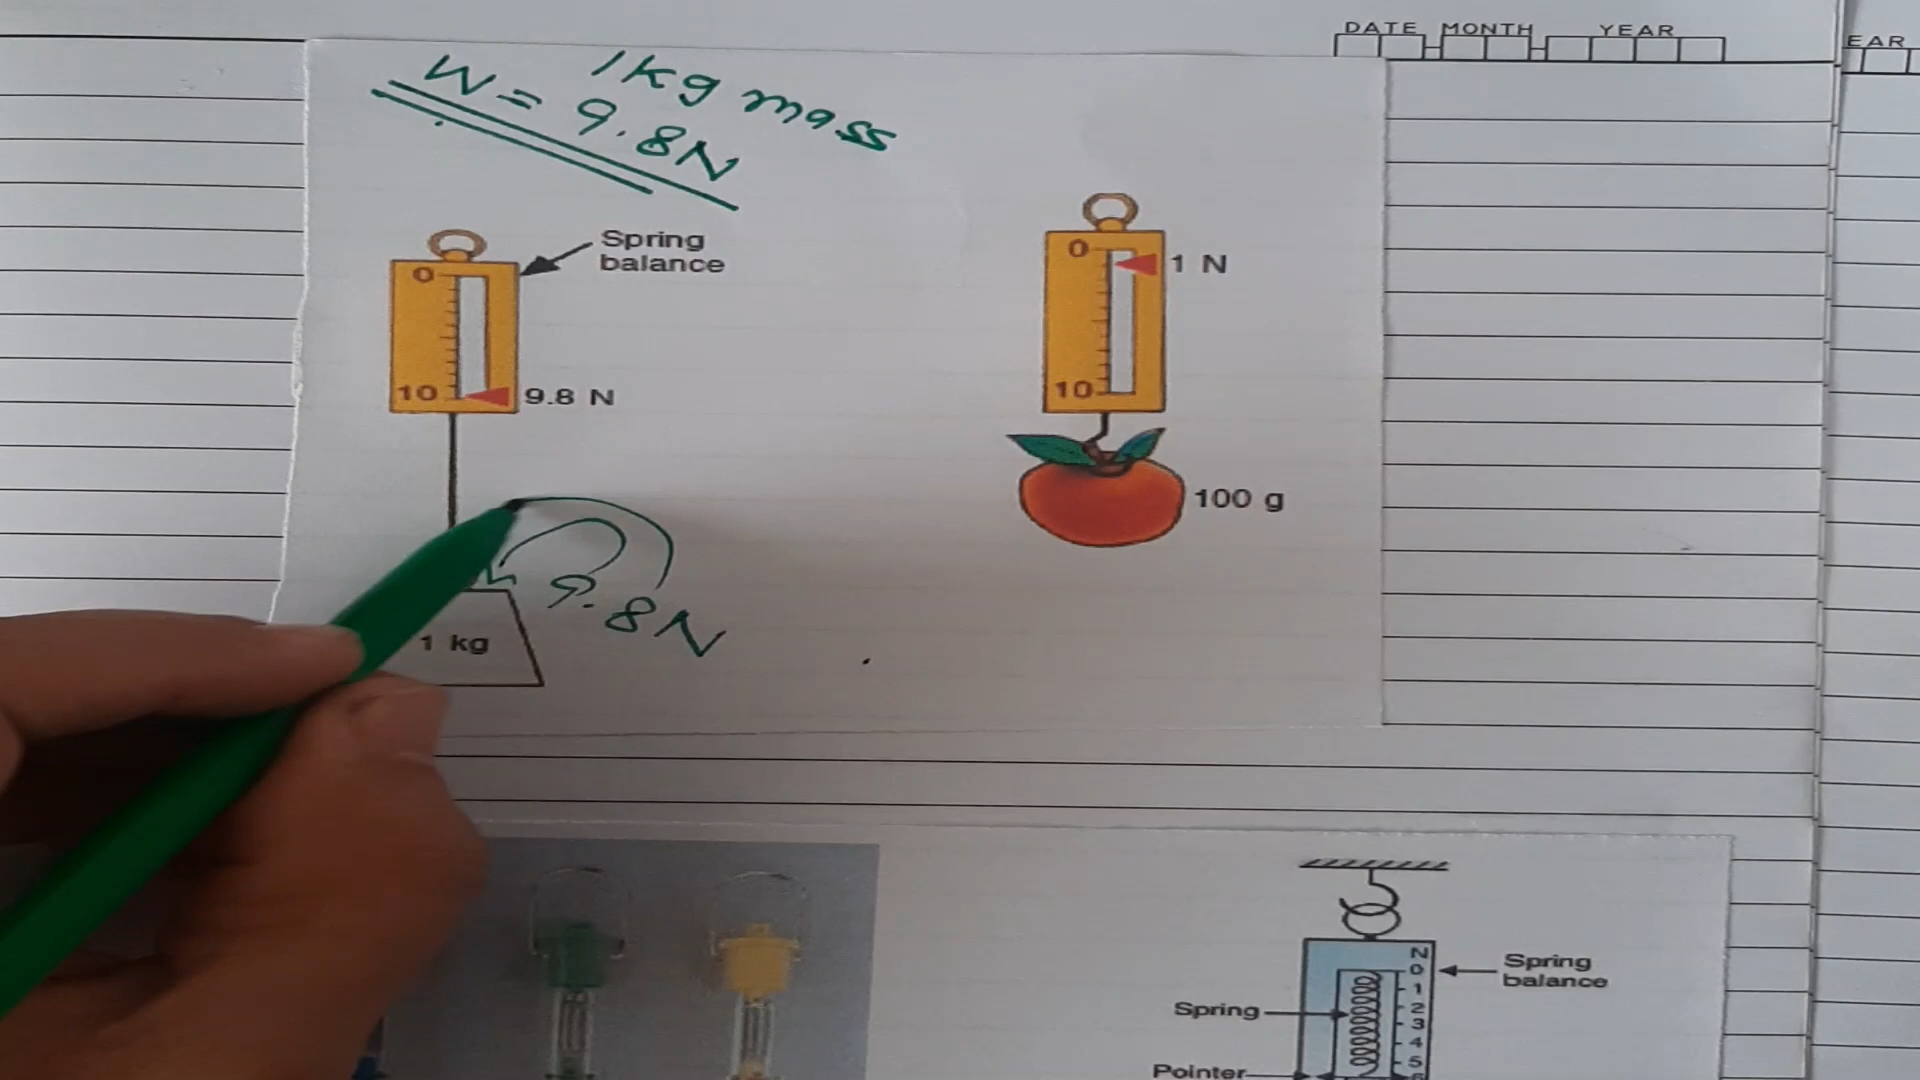 DATE MONTH YEAR
EAR
1kg mass
W = 9.8N
Spring
balance
0
10
9.8 N
0
1 N
10
100 g
9.8N
1 kg
N
0
1
2
3
4
5
Spring
balance
Spring
Pointer